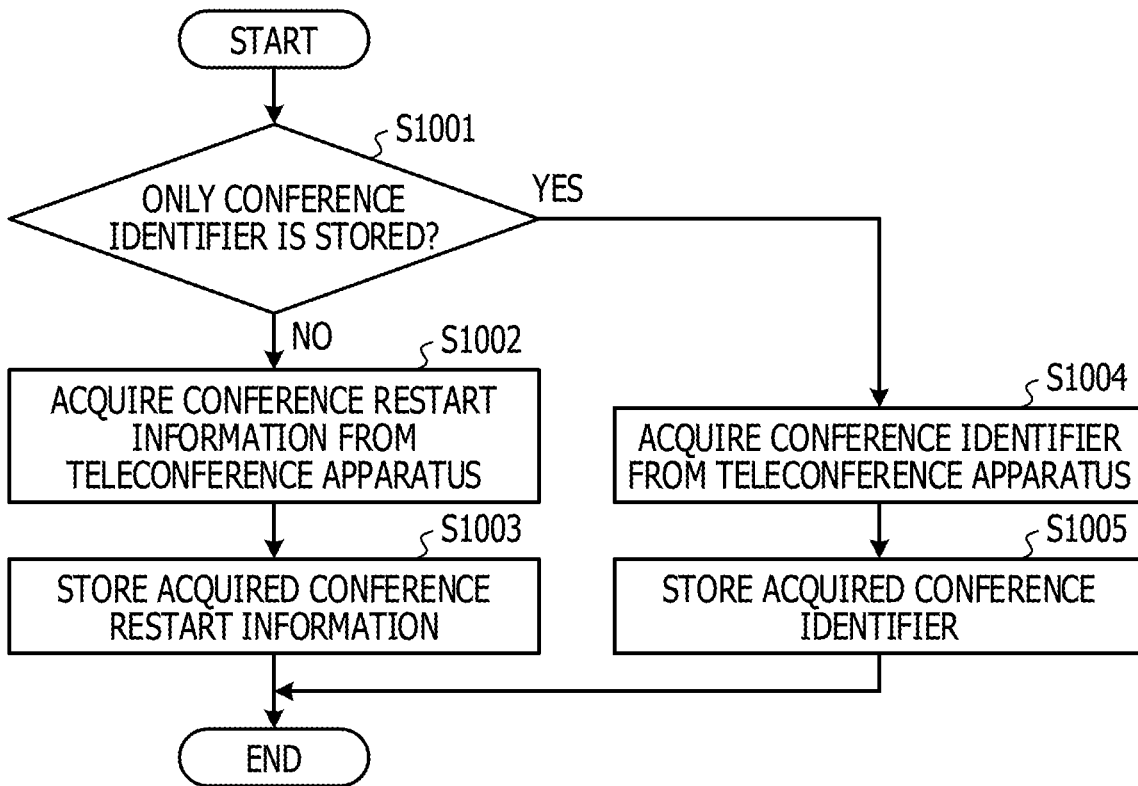 START
S1001
ONLY CONFERENCE
IDENTIFIER IS STORED?
YES
NO
S1002
ACQUIRE CONFERENCE RESTART
INFORMATION FROM
TELECONFERENCE APPARATUS
S1004
ACQUIRE CONFERENCE IDENTIFIER
FROM TELECONFERENCE APPARATUS
S1003
STORE ACQUIRED CONFERENCE
RESTART INFORMATION
S1005
STORE ACQUIRED CONFERENCE
IDENTIFIER
END